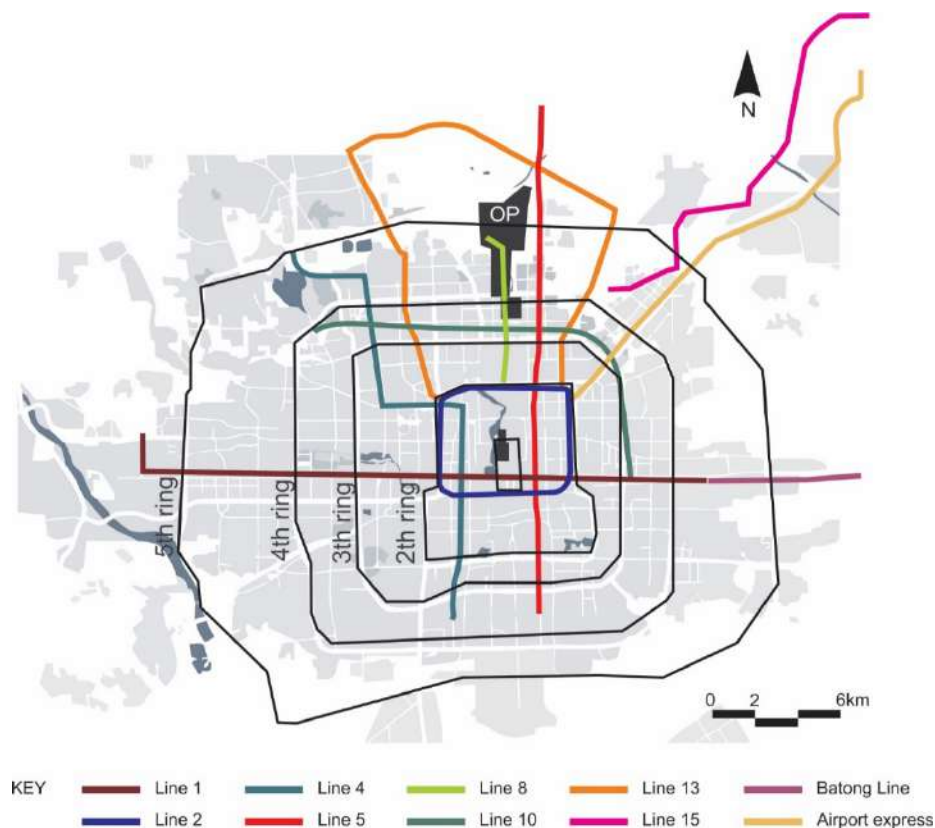 N
OP
5th ring
4th ring
3th ring
2th ring
0 2 6km
KEY Line 1 Line 4 Line 8 Line 13 Batong Line
Line 2 Line 5 Line 10 Line 15 Airport express